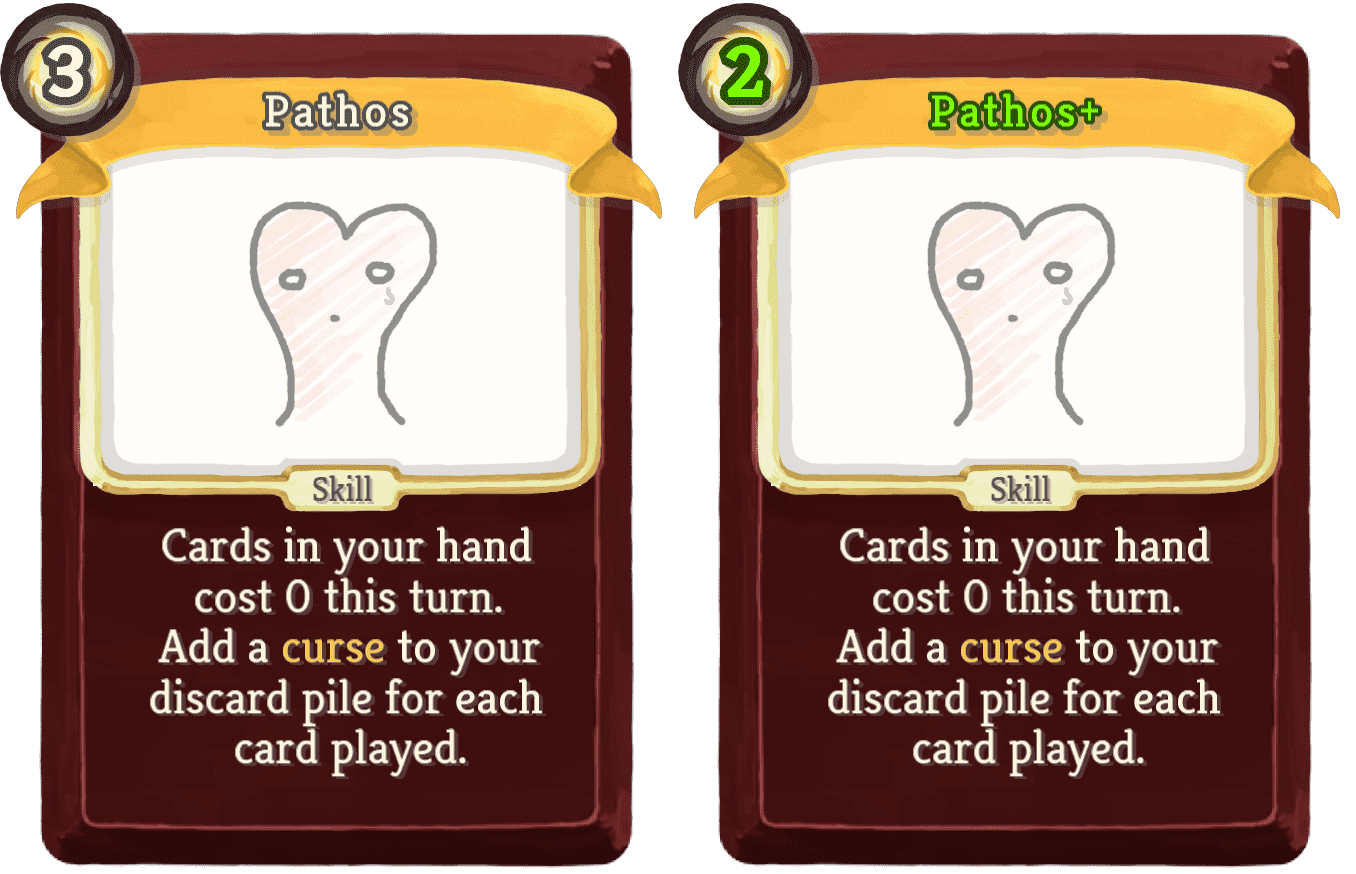 3
Pathos
Skill
Cards in your hand
cost 0 this turn.
Add a curse to your
discard pile for each
card played.
2
Pathos+
Skill
Cards in your hand
cost 0 this turn.
Add a curse to your
discard pile for each
card played.